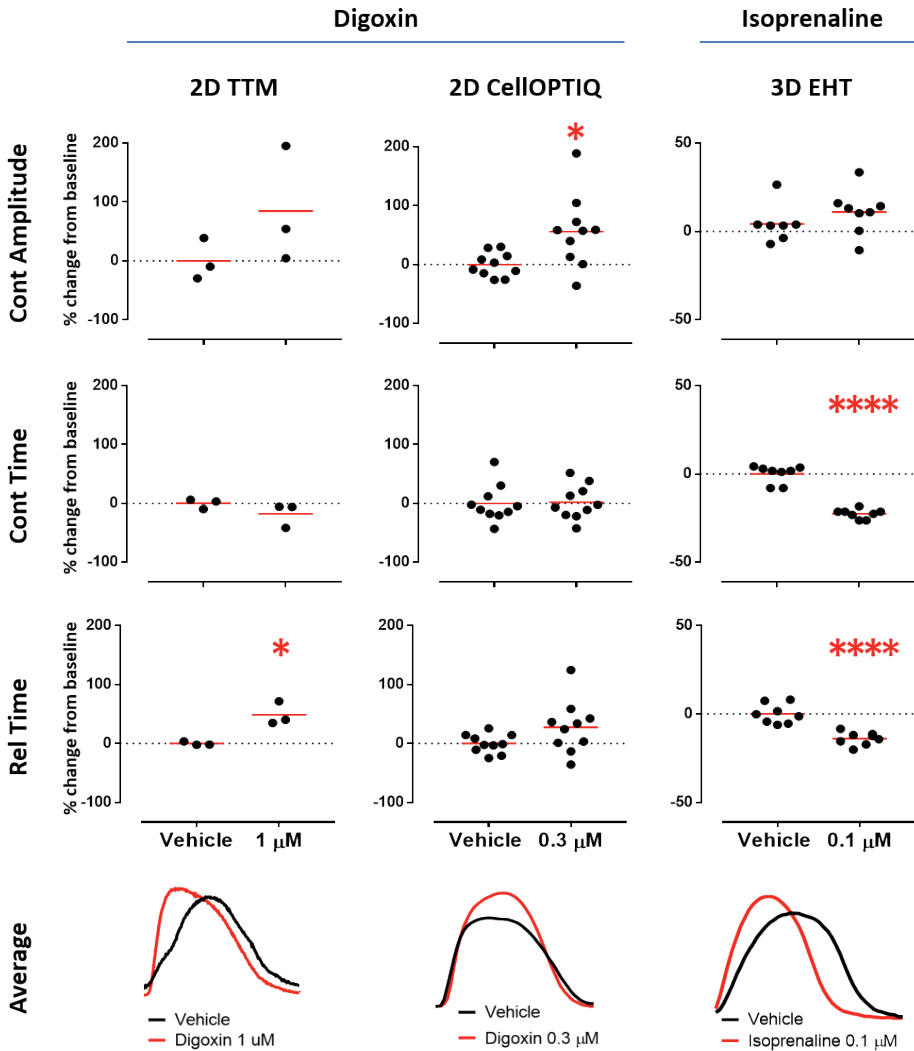 Digoxin
Isoprenaline
2D TTM
2D CellOPTIQ
3D EHT
Cont Amplitude
% change from baseline
200
100
0
-100
200
100
0
-100
*
50
0
-50
Cont Time
% change from baseline
200
100
0
-100
200
100
0
-100
50
0
-50
****
Rel Time
% change from baseline
200
100
0
-100
*
200
100
0
-100
50
0
-50
****
Vehicle 1 μM
Vehicle 0.3 μM
Vehicle 0.1 μM
Average
Vehicle
Digoxin 1 uM
Vehicle
Digoxin 0.3 μM
Vehicle
Isoprenaline 0.1 μM